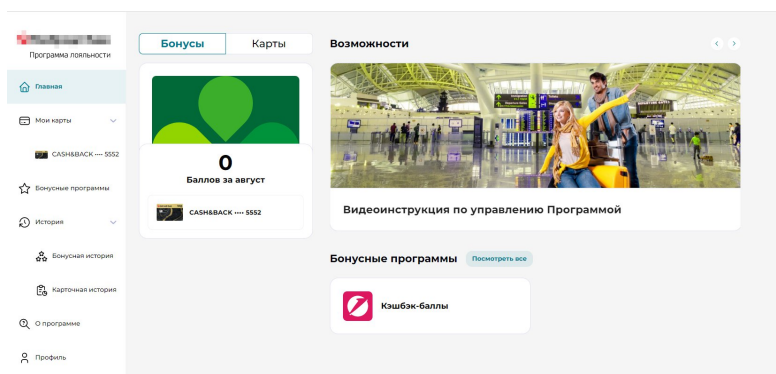 Программа лояльности
Главная
Мои карты
CASH&BACK •••• 5552
Бонусные программы
История
Бонусная история
Карточная история
О программе
Профиль
Бонусы
Карты
0
Баллов за август
CASH&BACK •••• 5552
Возможности
Видеоинструкция по управлению Программой
Бонусные программы
Посмотреть все
Кэшбэк-баллы